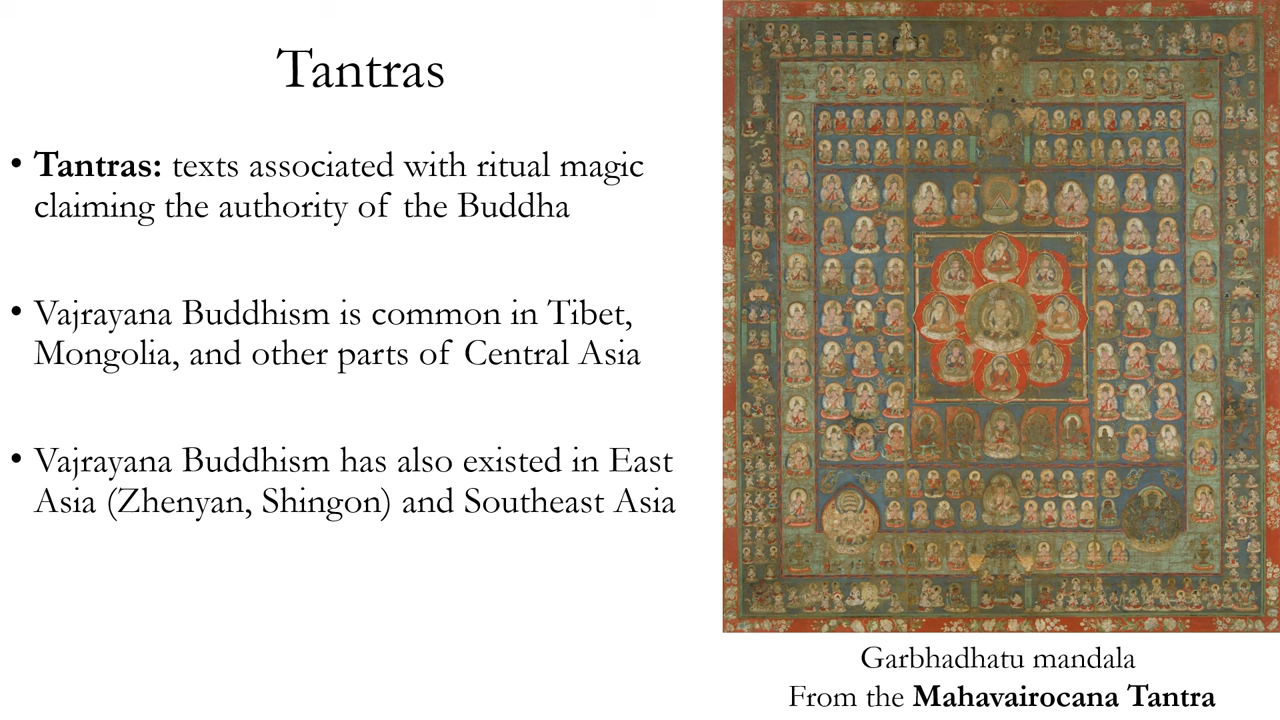 Tantras
• Tantras: texts associated with ritual magic
claiming the authority of the Buddha
• Vajrayana Buddhism is common in Tibet,
Mongolia, and other parts of Central Asia
• Vajrayana Buddhism has also existed in East
Asia (Zhenyan, Shingon) and Southeast Asia
Garbhadhatu mandala
From the Mahavairocana Tantra